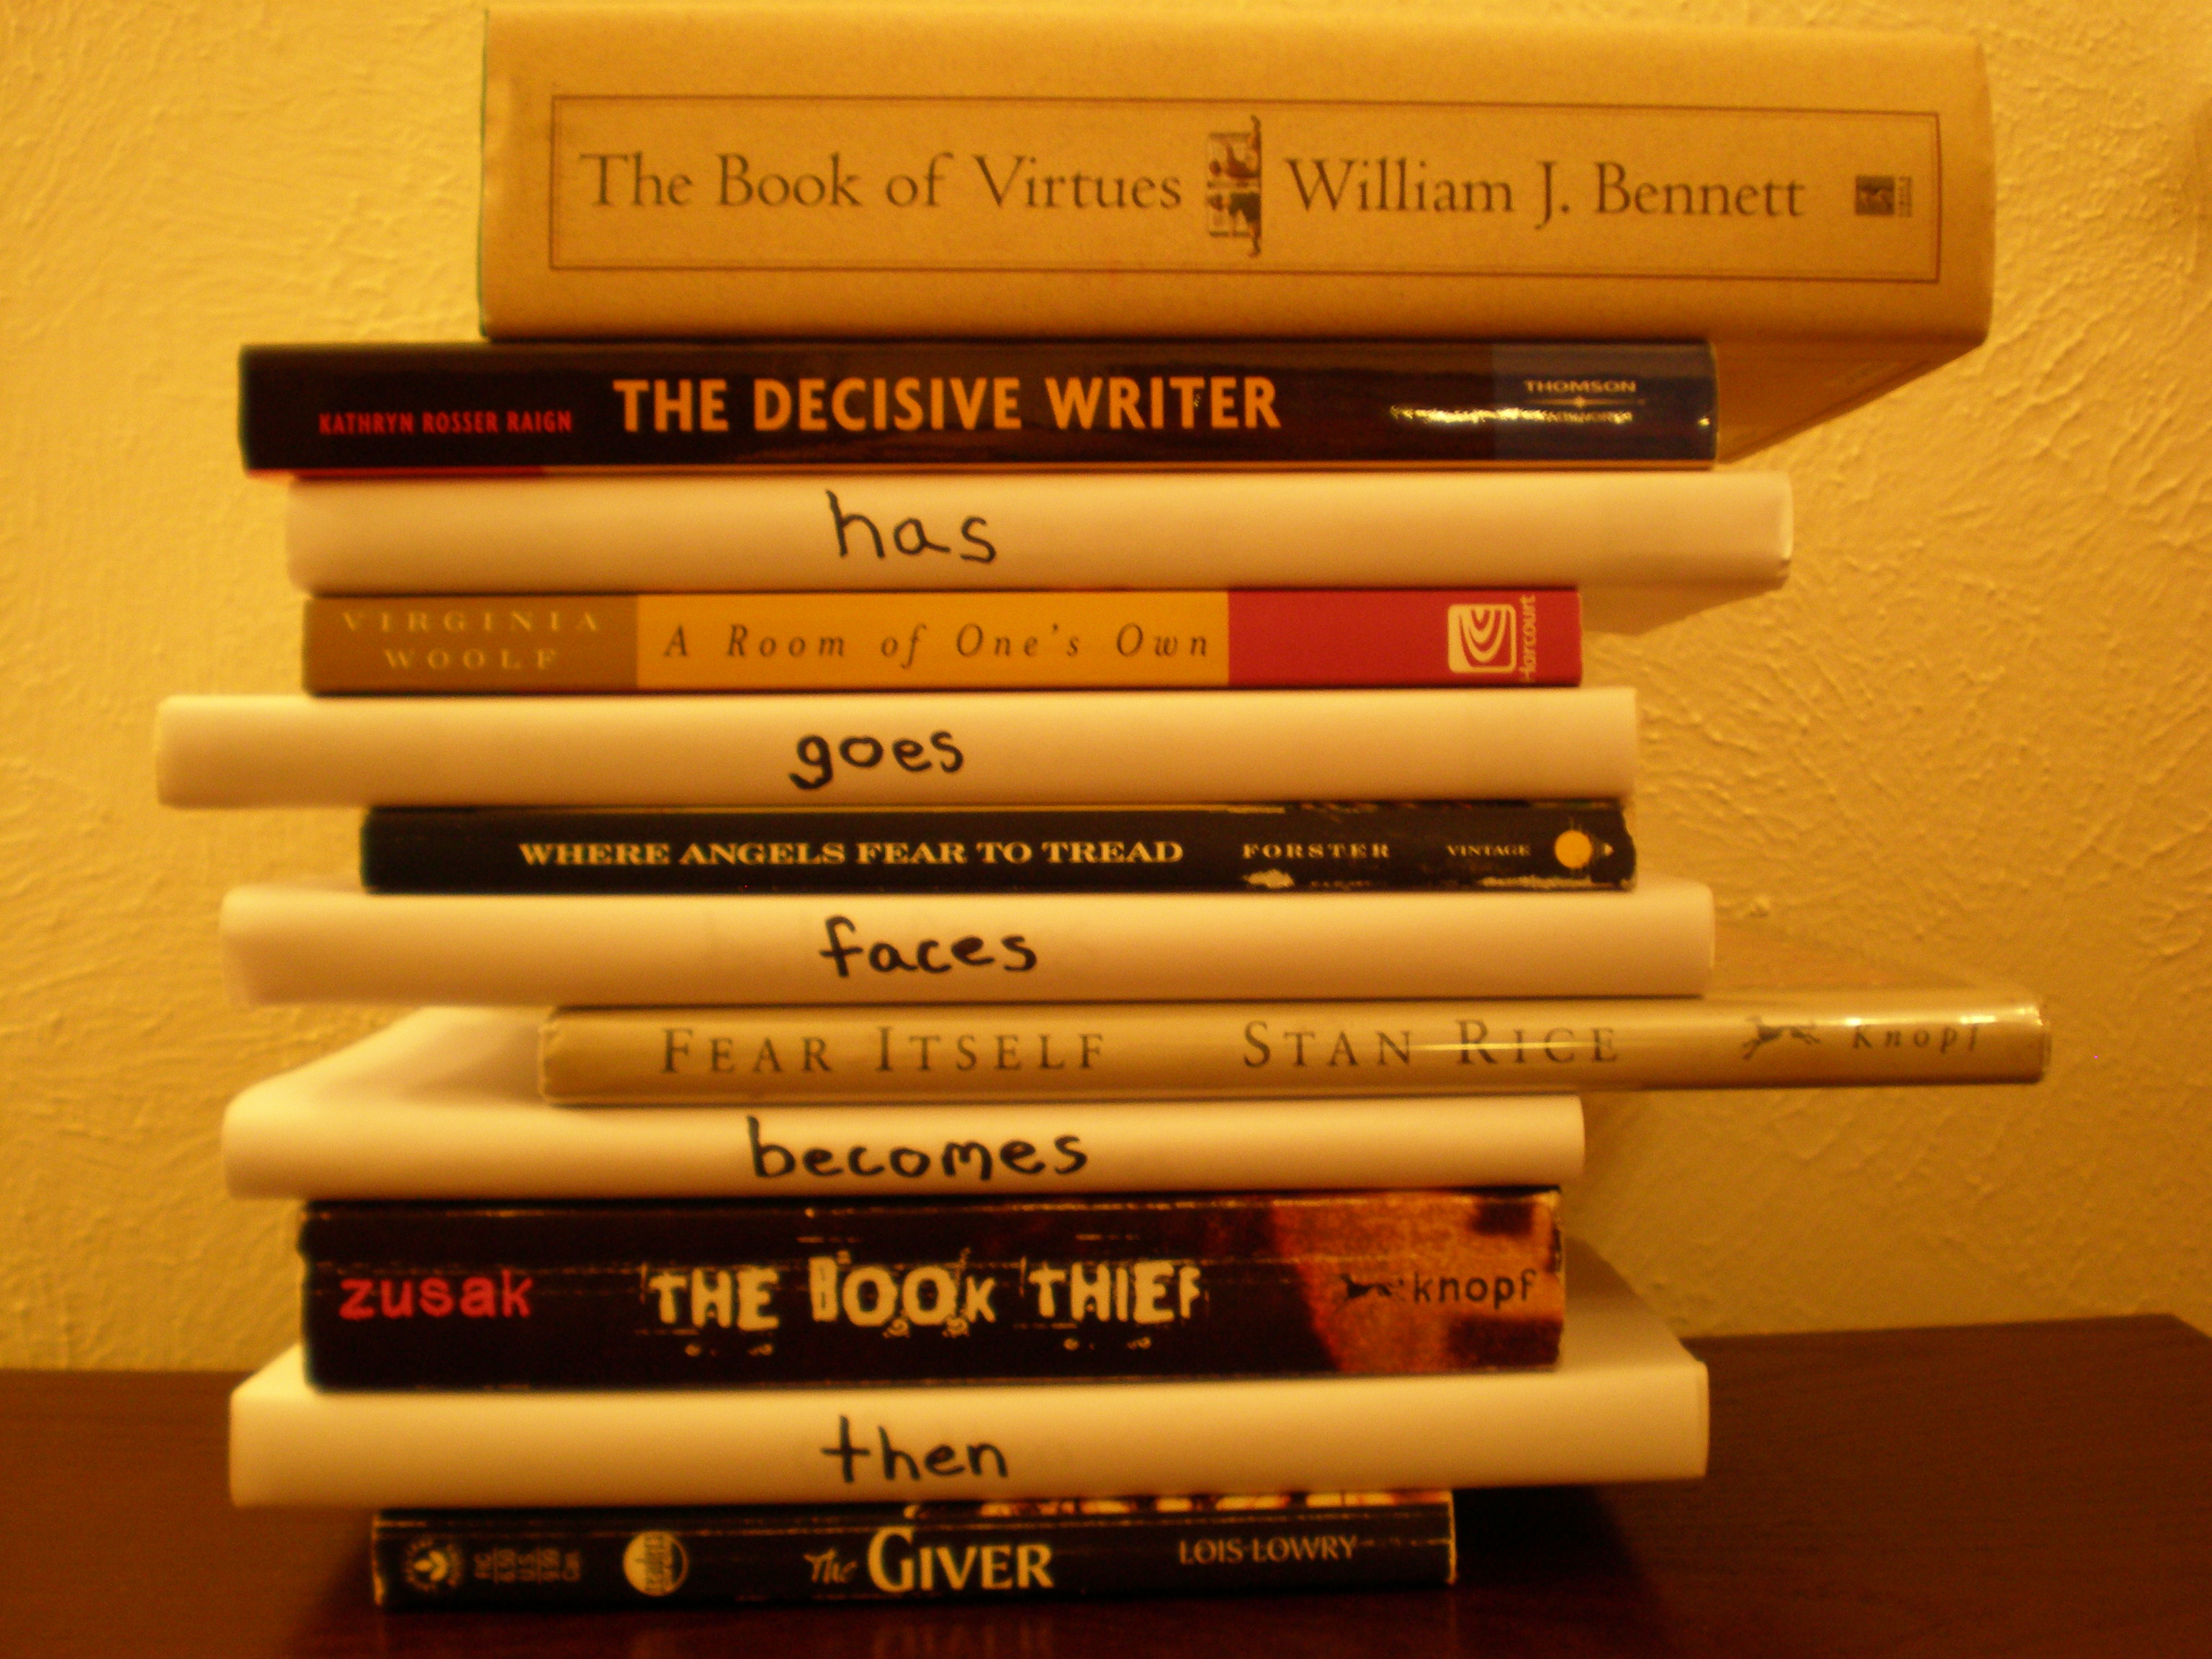 The Book of Virtues William J. Bennett
KATHRYN ROSSER RAIGN THE DECISIVE WRITER THOMSON
has
VIRGINIA WOOLF A Room of One's Own Harcourt
goes
WHERE ANGELS FEAR TO TREAD FORSTER VINTAGE
faces
FEAR ITSELF STAN RICE Knopf
becomes
zusak THE BOOK THIEF knopf
then
The GIVER LOIS LOWRY